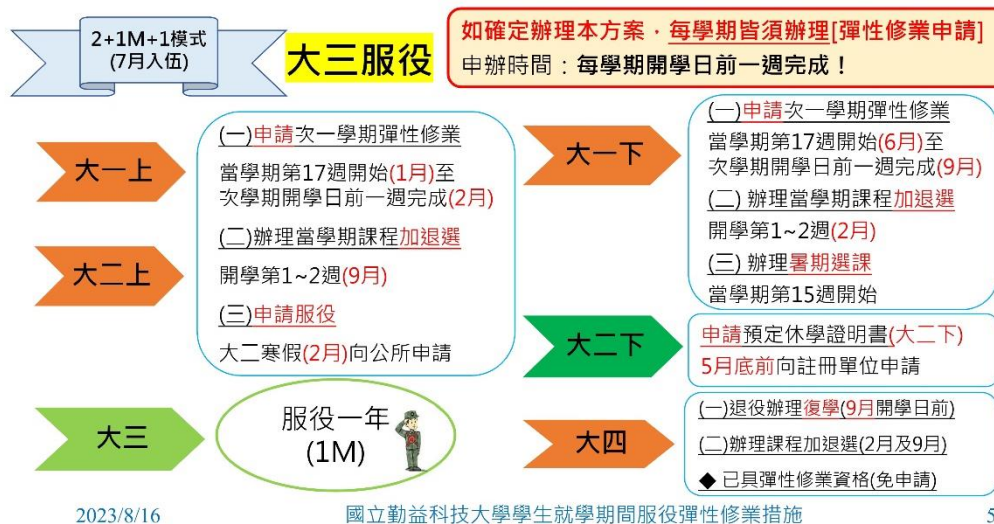 2+1M+1模式
(7月入伍)
大三服役
如確定辦理本方案，每學期皆須辦理[彈性修業申請]
申辦時間：每學期開學日前一週完成！
大一上
大二上
(一)申請次一學期彈性修業
當學期第17週開始(1月)至
次學期開學日前一週完成(2月)
(二)辦理當學期課程加退選
開學第1~2週(9月)
(三)申請服役
大二寒假(2月)向公所申請
大一下
(一)申請次一學期彈性修業
當學期第17週開始(6月)至
次學期開學日前一週完成(9月)
(二) 辦理當學期課程加退選
開學第1~2週(2月)
(三) 辦理暑期選課
當學期第15週開始
大二下
申請預定休學證明書(大二下)
5月底前向註冊單位申請
大三
服役一年
(1M)
大四
(一)退役辦理復學(9月開學日前)
(二)辦理課程加退選(2月及9月)
◆ 已具彈性修業資格(免申請)
2023/8/16
國立勤益科技大學學生就學期間服役彈性修業措施
5